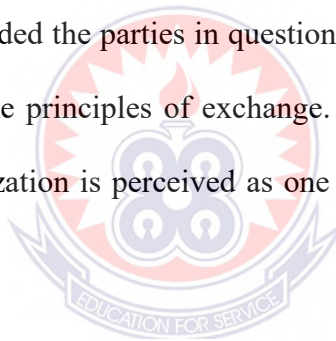 ded the parties in question
e principles of exchange.
zation is perceived as one
EDUCATION FOR SERVICE